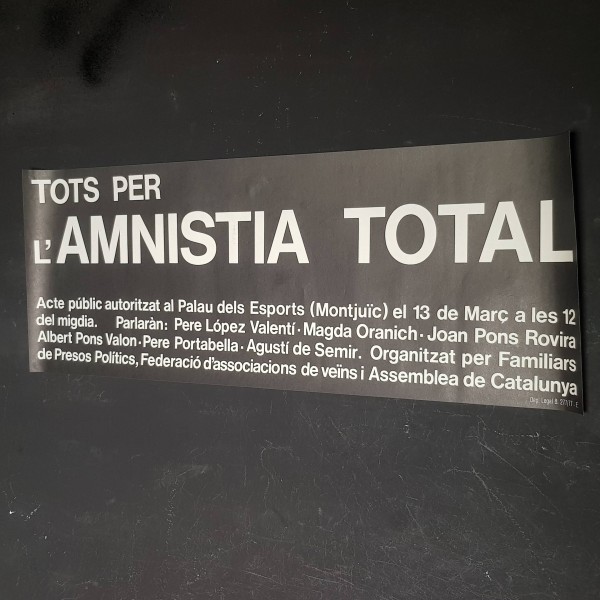 TOTS PER
L'AMNISTIA TOTAL
Acte públic autoritzat al Palau dels Esports (Montjuïc) el 13 de Març a les 12
del migdia. Parlaràn: Pere López Valentí · Magda Oranich · Joan Pons Rovira
Albert Pons Valon · Pere Portabella · Agustí de Semir. Organitzat per Familiars
de Presos Polítics, Federació d'associacions de veïns i Assemblea de Catalunya
Dep. Legal B.